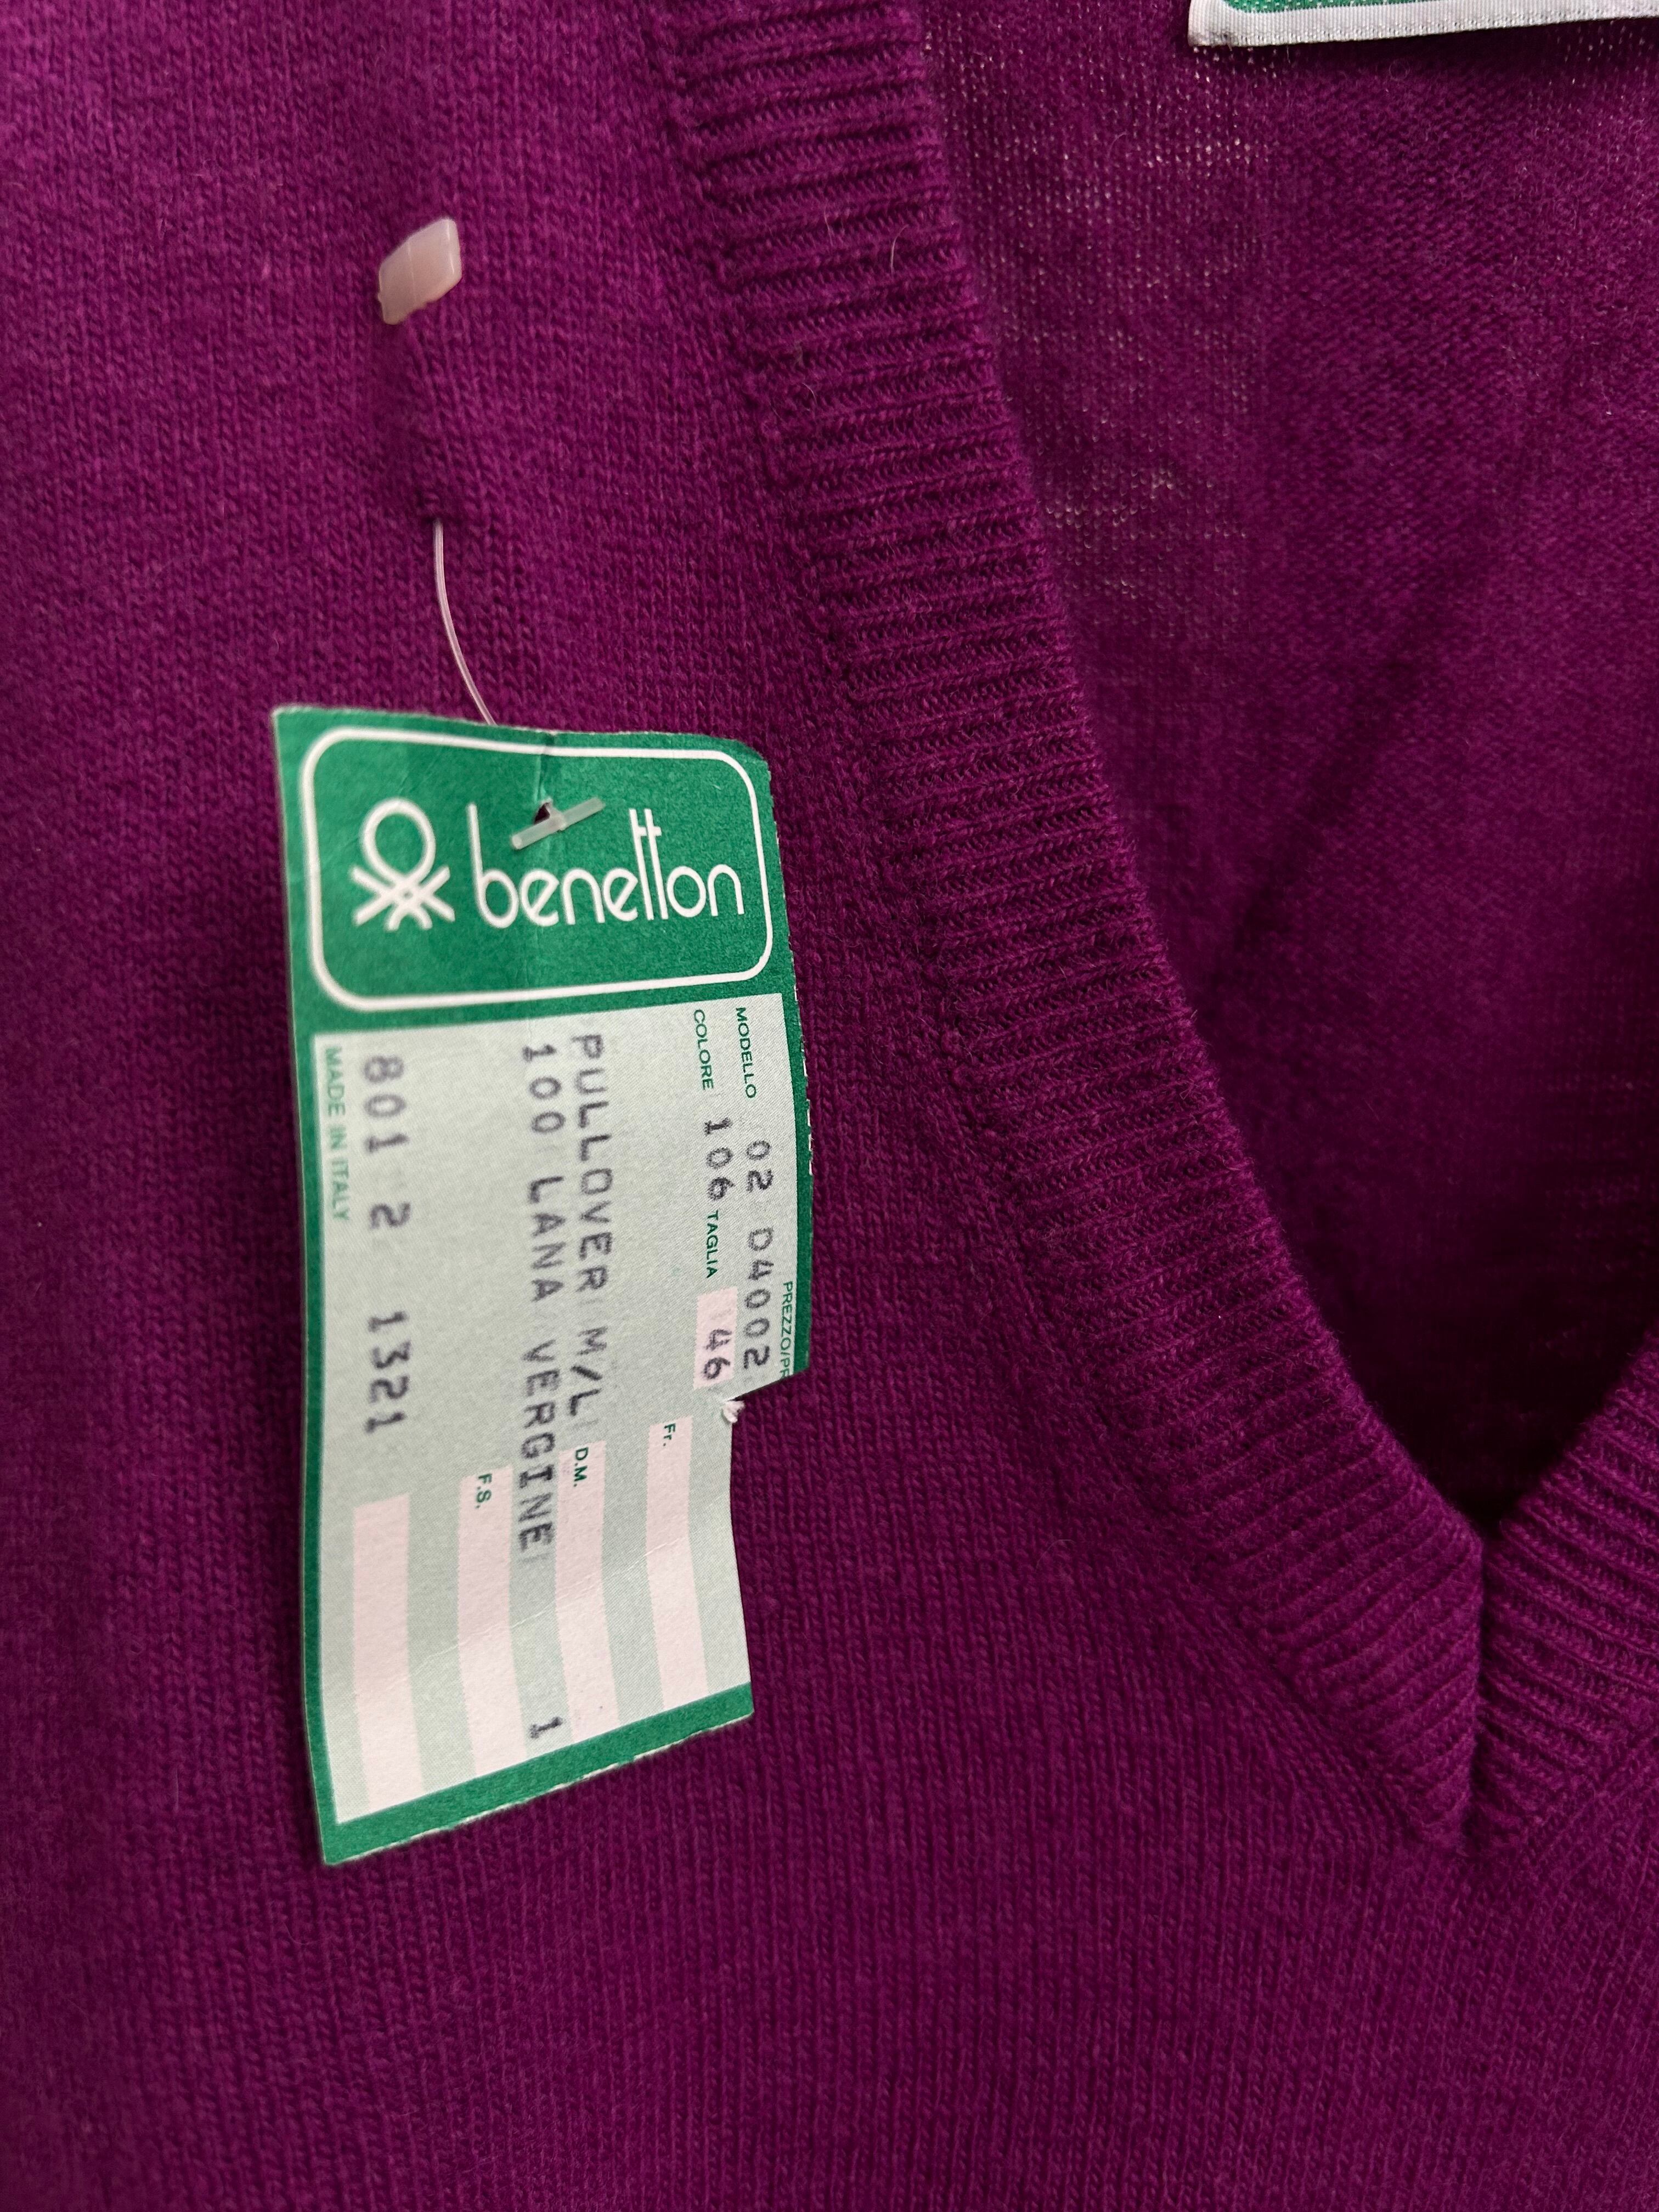 benetton
PREZZO/PR
MODELLO 02 D4002
COLORE 106 TAGLIA 46
Fr.
PULLOVER M/L
D.M.
100 LANA VERGINE 1
F.S.
801 2 1321
MADE IN ITALY